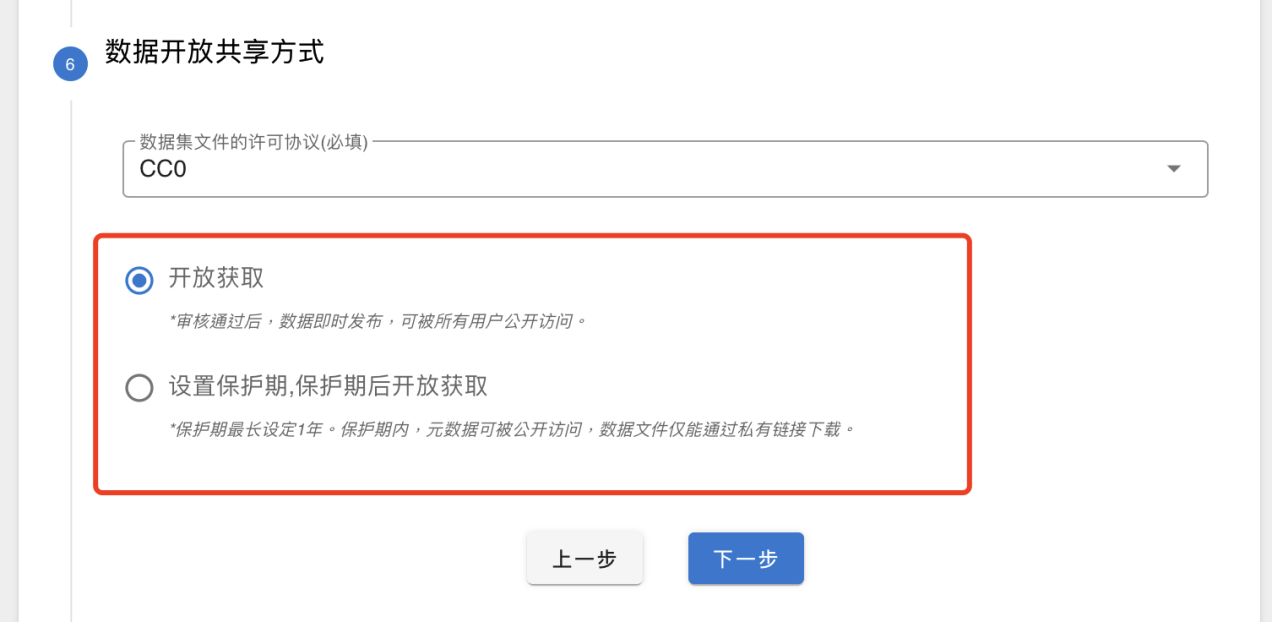 6
数据开放共享方式
数据集文件的许可协议(必填)
CC0
开放获取
*审核通过后，数据即时发布，可被所有用户公开访问。
设置保护期,保护期后开放获取
*保护期最长设定1年。保护期内，元数据可被公开访问，数据文件仅能通过私有链接下载。
上一步
下一步